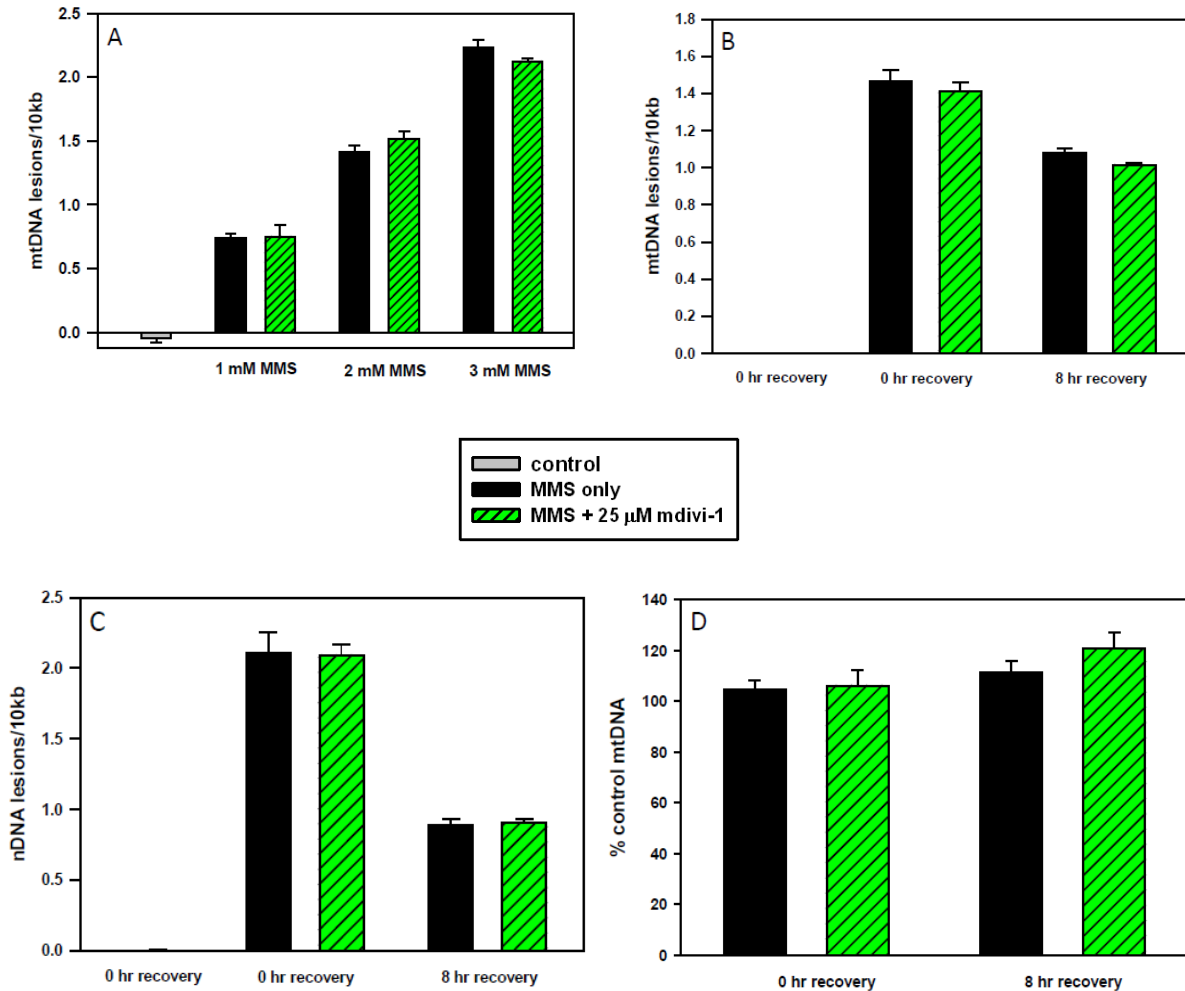 A
mtDNA lesions/10kb
2.5
2.0
1.5
1.0
0.5
0.0
1 mM MMS
2 mM MMS
3 mM MMS
B
mtDNA lesions/10kb
1.8
1.6
1.4
1.2
1.0
0.8
0.6
0.4
0.2
0.0
0 hr recovery
0 hr recovery
8 hr recovery
control
MMS only
MMS + 25 μM mdivi-1
C
nDNA lesions/10kb
2.5
2.0
1.5
1.0
0.5
0.0
0 hr recovery
0 hr recovery
8 hr recovery
D
% control mtDNA
140
120
100
80
60
40
20
0
0 hr recovery
8 hr recovery